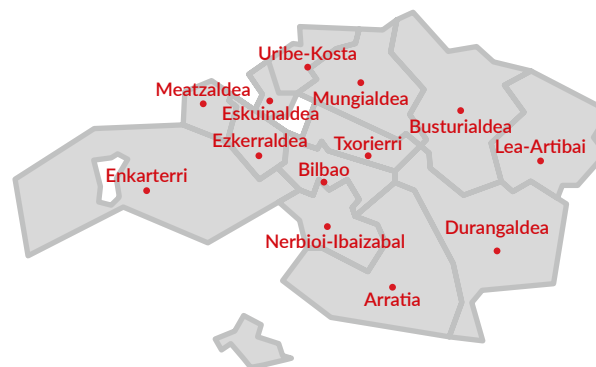 Uribe-Kosta
Meatzaldea
Mungialdea
Eskuinaldea
Busturialdea
Ezkerraldea
Txorierri
Lea-Artibai
Enkarterri
Bilbao
Nerbioi-Ibaizabal
Durangaldea
Arratia